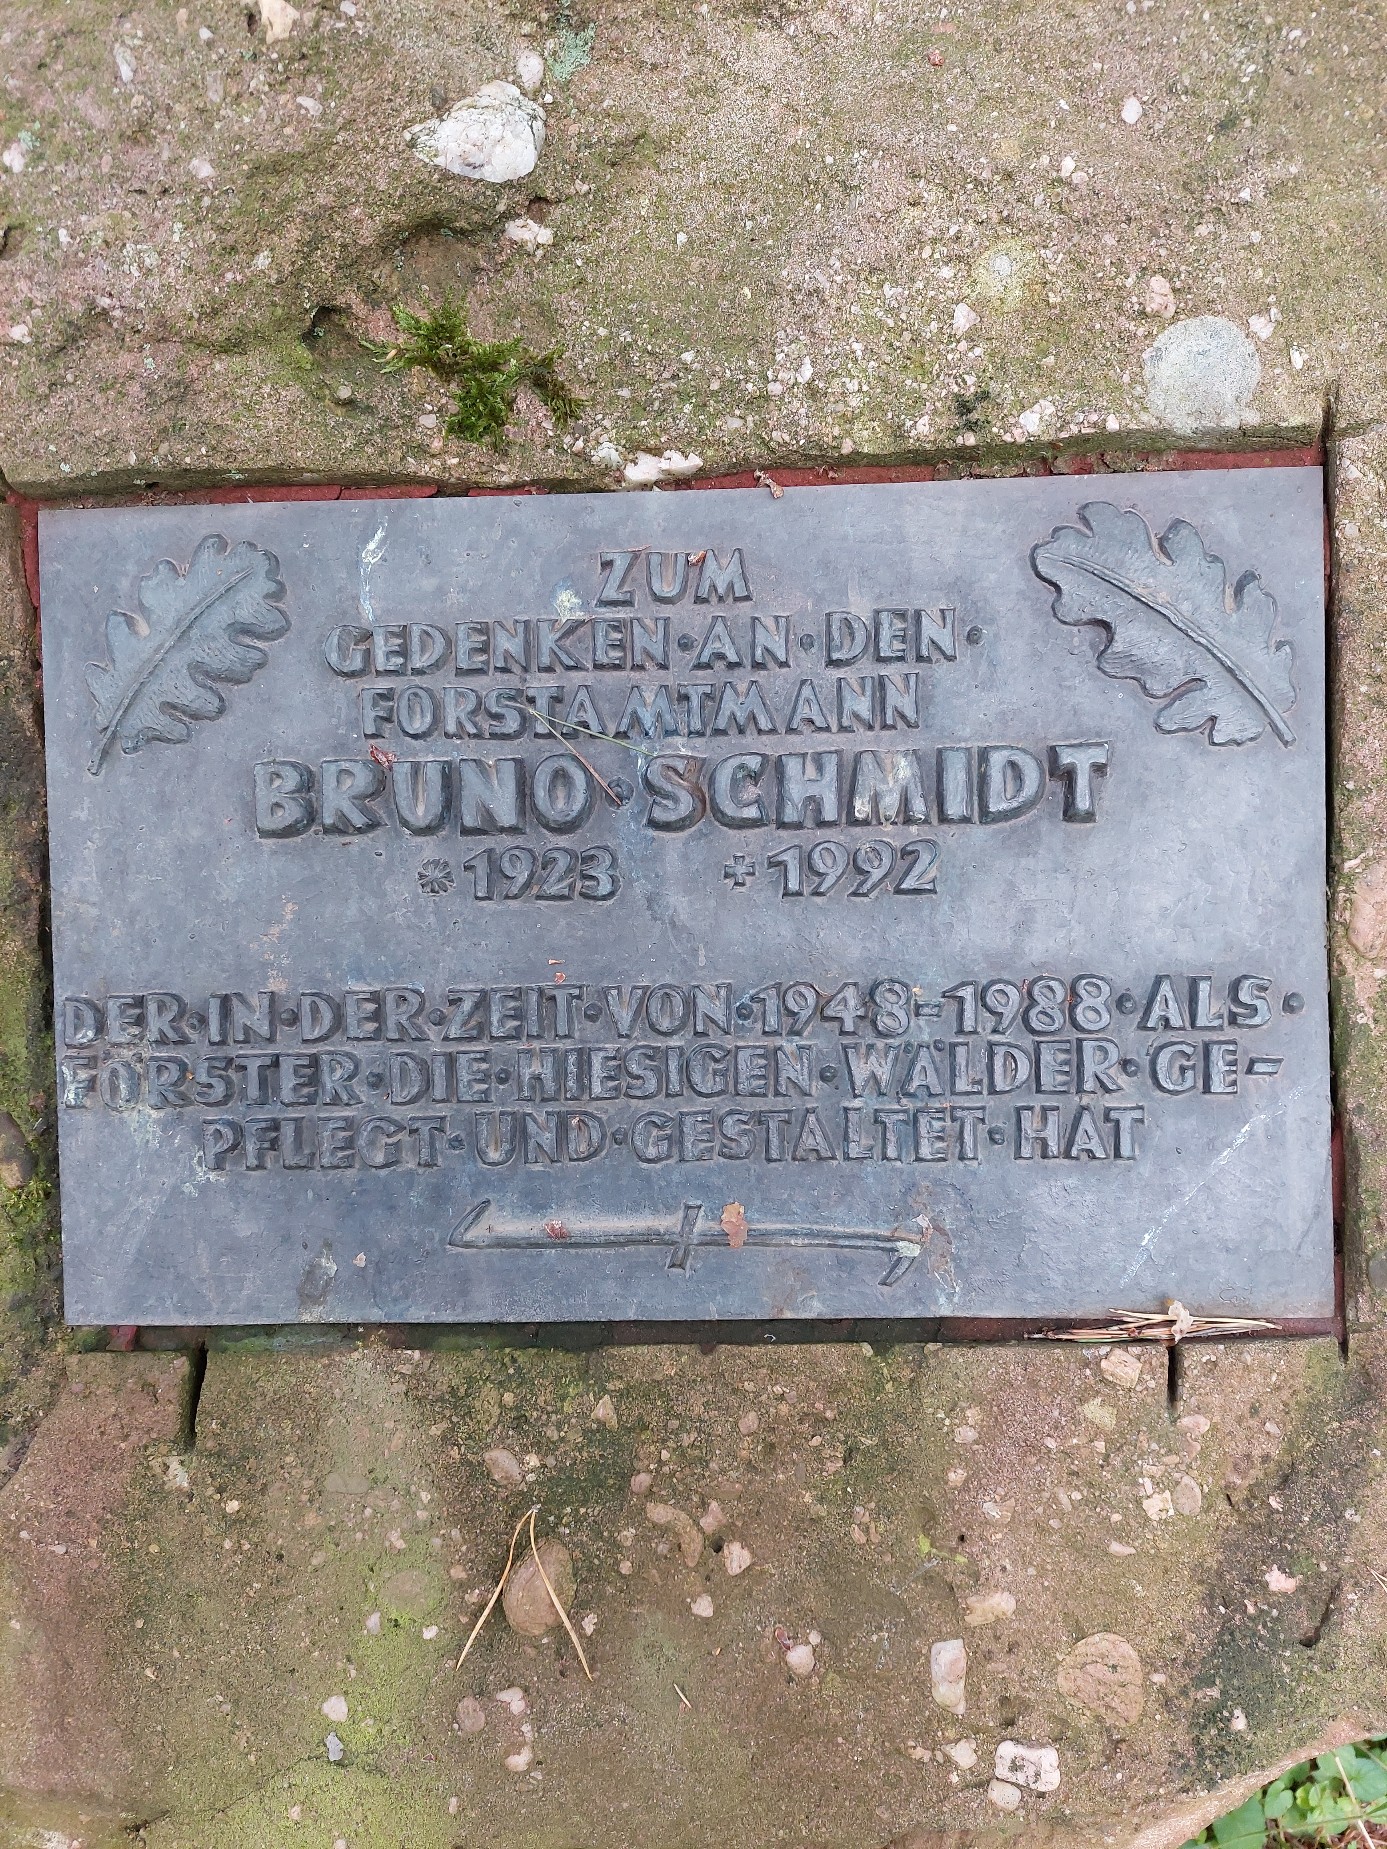 ZUM
GEDENKEN·AN·DEN·
FORSTAMTMANN
BRUNO·SCHMIDT
*1923 +1992
DER·IN·DER·ZEIT·VON·1948-1988·ALS·
FÖRSTER·DIE·HIESIGEN·WÄLDER·GE-
PFLEGT·UND·GESTALTET·HAT